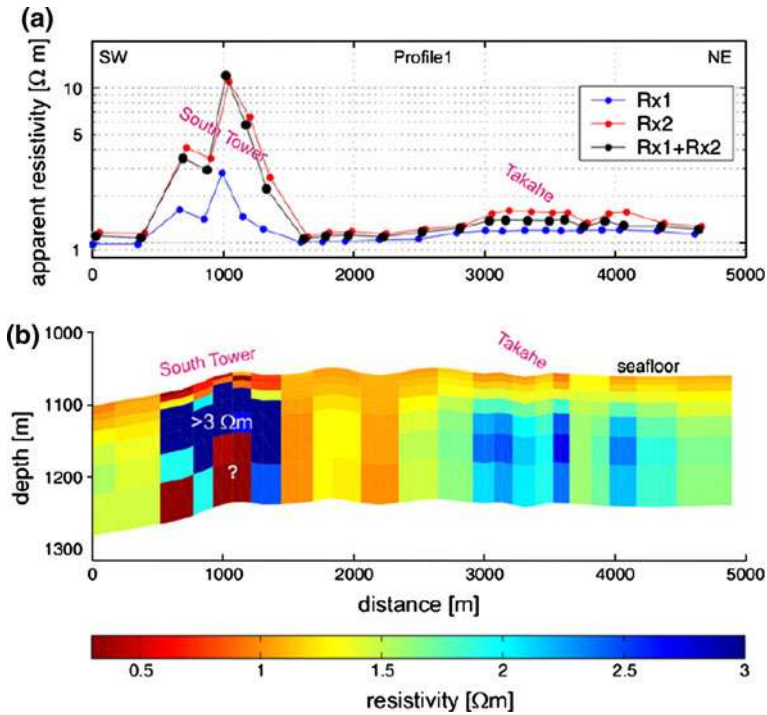 (a)
apparent resistivity [Ω m]
10
5
1
SW
Profile1
NE
South Tower
Takahe
Rx1
Rx2
Rx1+Rx2
0
1000
2000
3000
4000
5000
(b)
depth [m]
1000
1100
1200
1300
South Tower
Takahe
seafloor
>3 Ωm
?
0
1000
2000
3000
4000
5000
distance [m]
0.5
1
1.5
2
2.5
3
resistivity [Ωm]